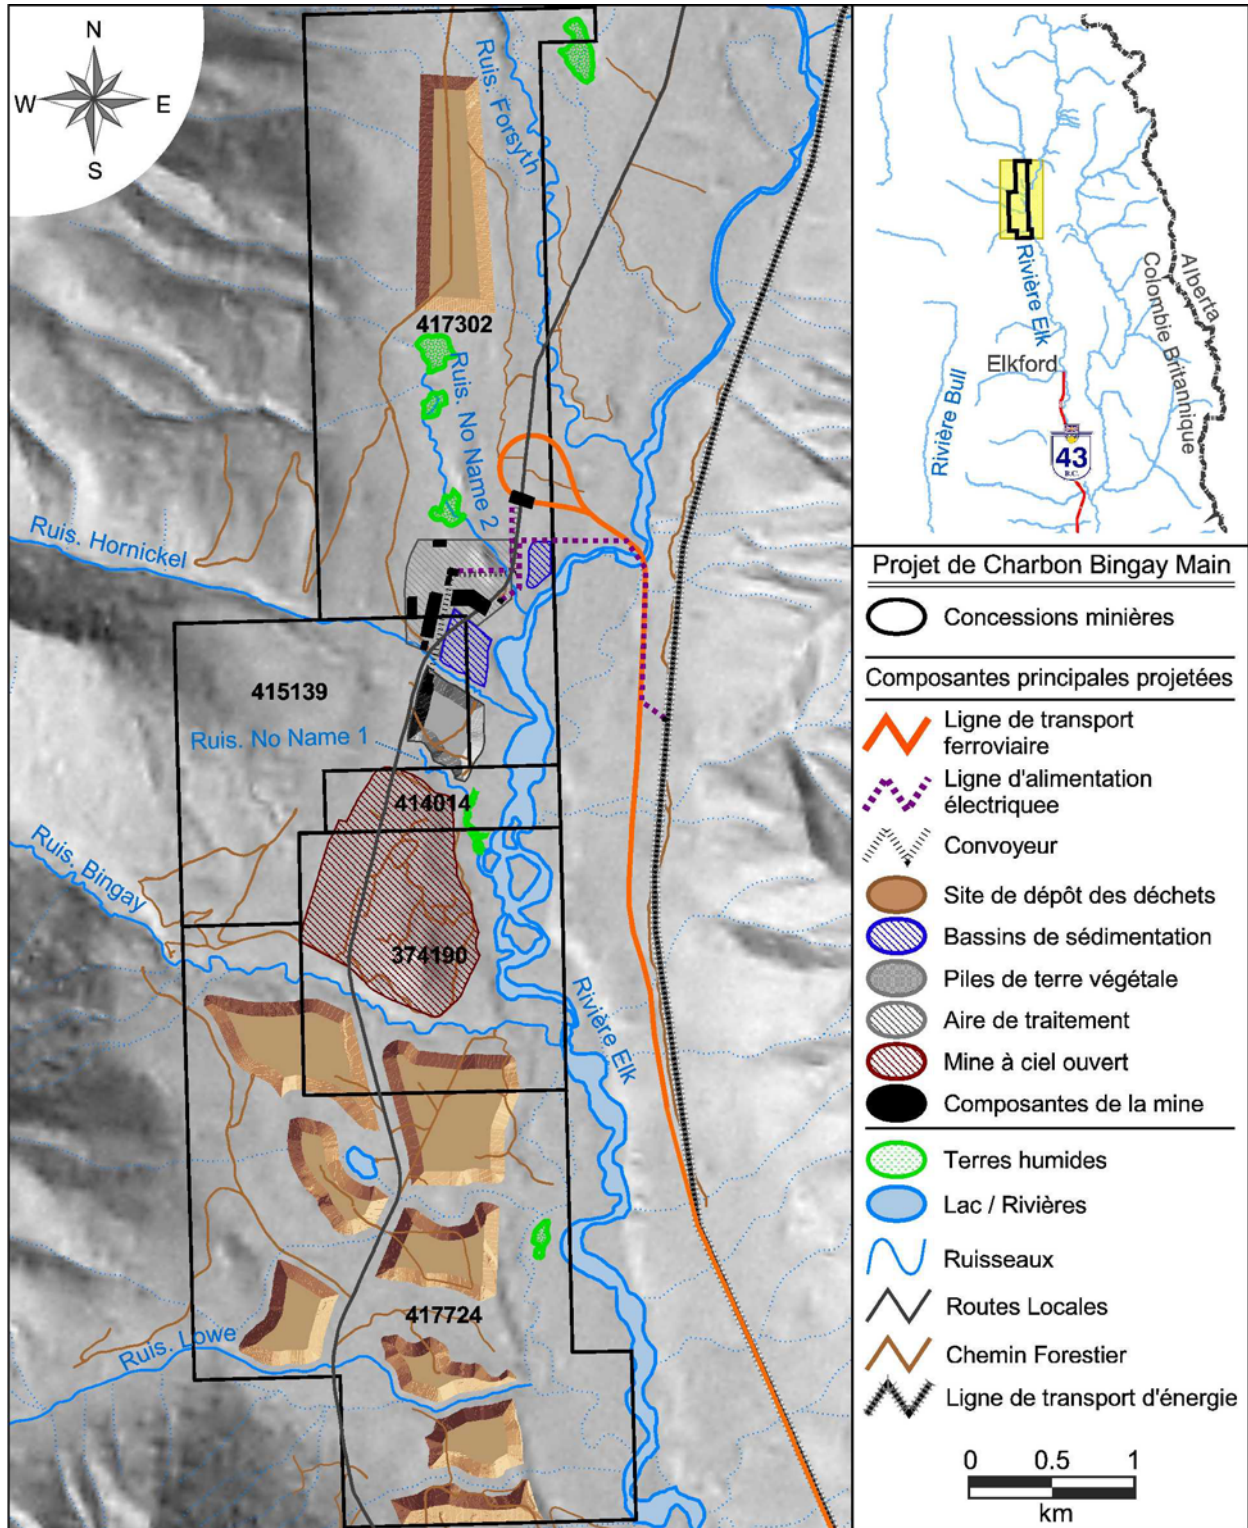 N
W
E
S
Ruis. Forsyth
417302
Ruis. No Name 2
Ruis. Hornickel
415139
Ruis. No Name 1
414014
Ruis. Bingay
374190
Rivière Elk
417724
Ruis. Lowe
Alberta
Colombie Britannique
Rivière Elk
Elkford
Rivière Bull
43
B.C.
Projet de Charbon Bingay Main
Concessions minières
Composantes principales projetées
Ligne de transport
ferroviaire
Ligne d'alimentation
électriquee
Convoyeur
Site de dépôt des déchets
Bassins de sédimentation
Piles de terre végétale
Aire de traitement
Mine à ciel ouvert
Composantes de la mine
Terres humides
Lac / Rivières
Ruisseaux
Routes Locales
Chemin Forestier
Ligne de transport d'énergie
0 0.5 1
km